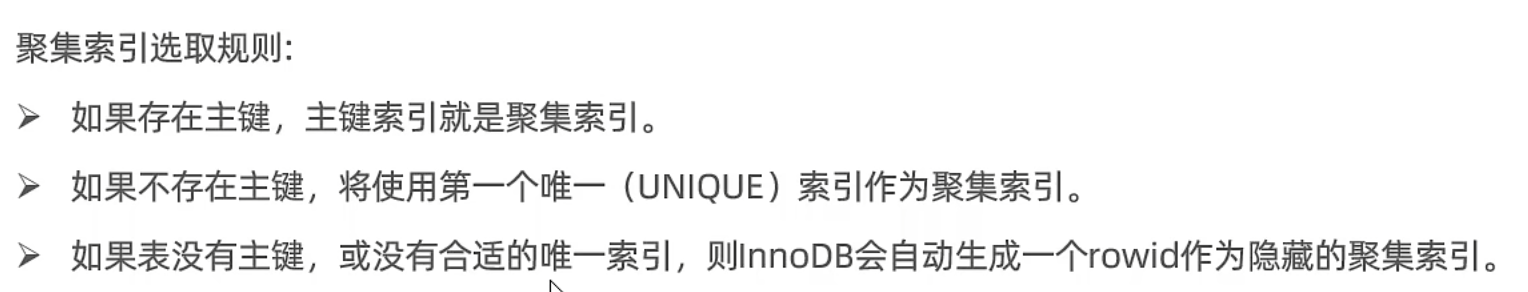 聚集索引选取规则:
➢ 如果存在主键，主键索引就是聚集索引。
➢ 如果不存在主键，将使用第一个唯一（UNIQUE）索引作为聚集索引。
➢ 如果表没有主键，或没有合适的唯一索引，则InnoDB会自动生成一个rowid作为隐藏的聚集索引。